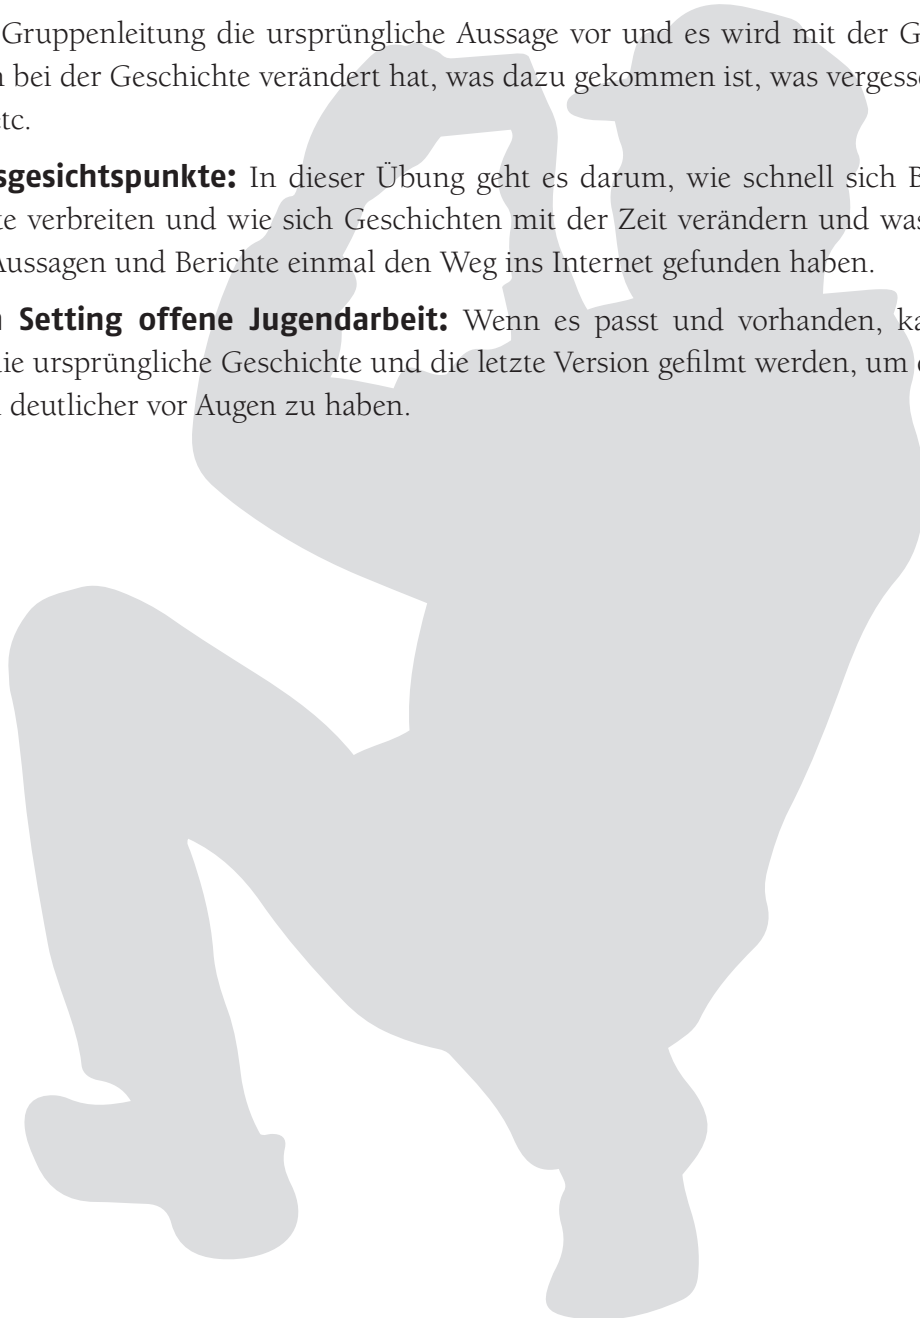 Gruppenleitung die ursprüngliche Aussage vor und es wird mit der G
bei der Geschichte verändert hat, was dazu gekommen ist, was vergess
tc.
sgesichtspunkte: In dieser Übung geht es darum, wie schnell sich B
te verbreiten und wie sich Geschichten mit der Zeit verändern und was
Aussagen und Berichte einmal den Weg ins Internet gefunden haben.
Setting offene Jugendarbeit: Wenn es passt und vorhanden, ka
ie ursprüngliche Geschichte und die letzte Version gefilmt werden, um
deutlicher vor Augen zu haben.